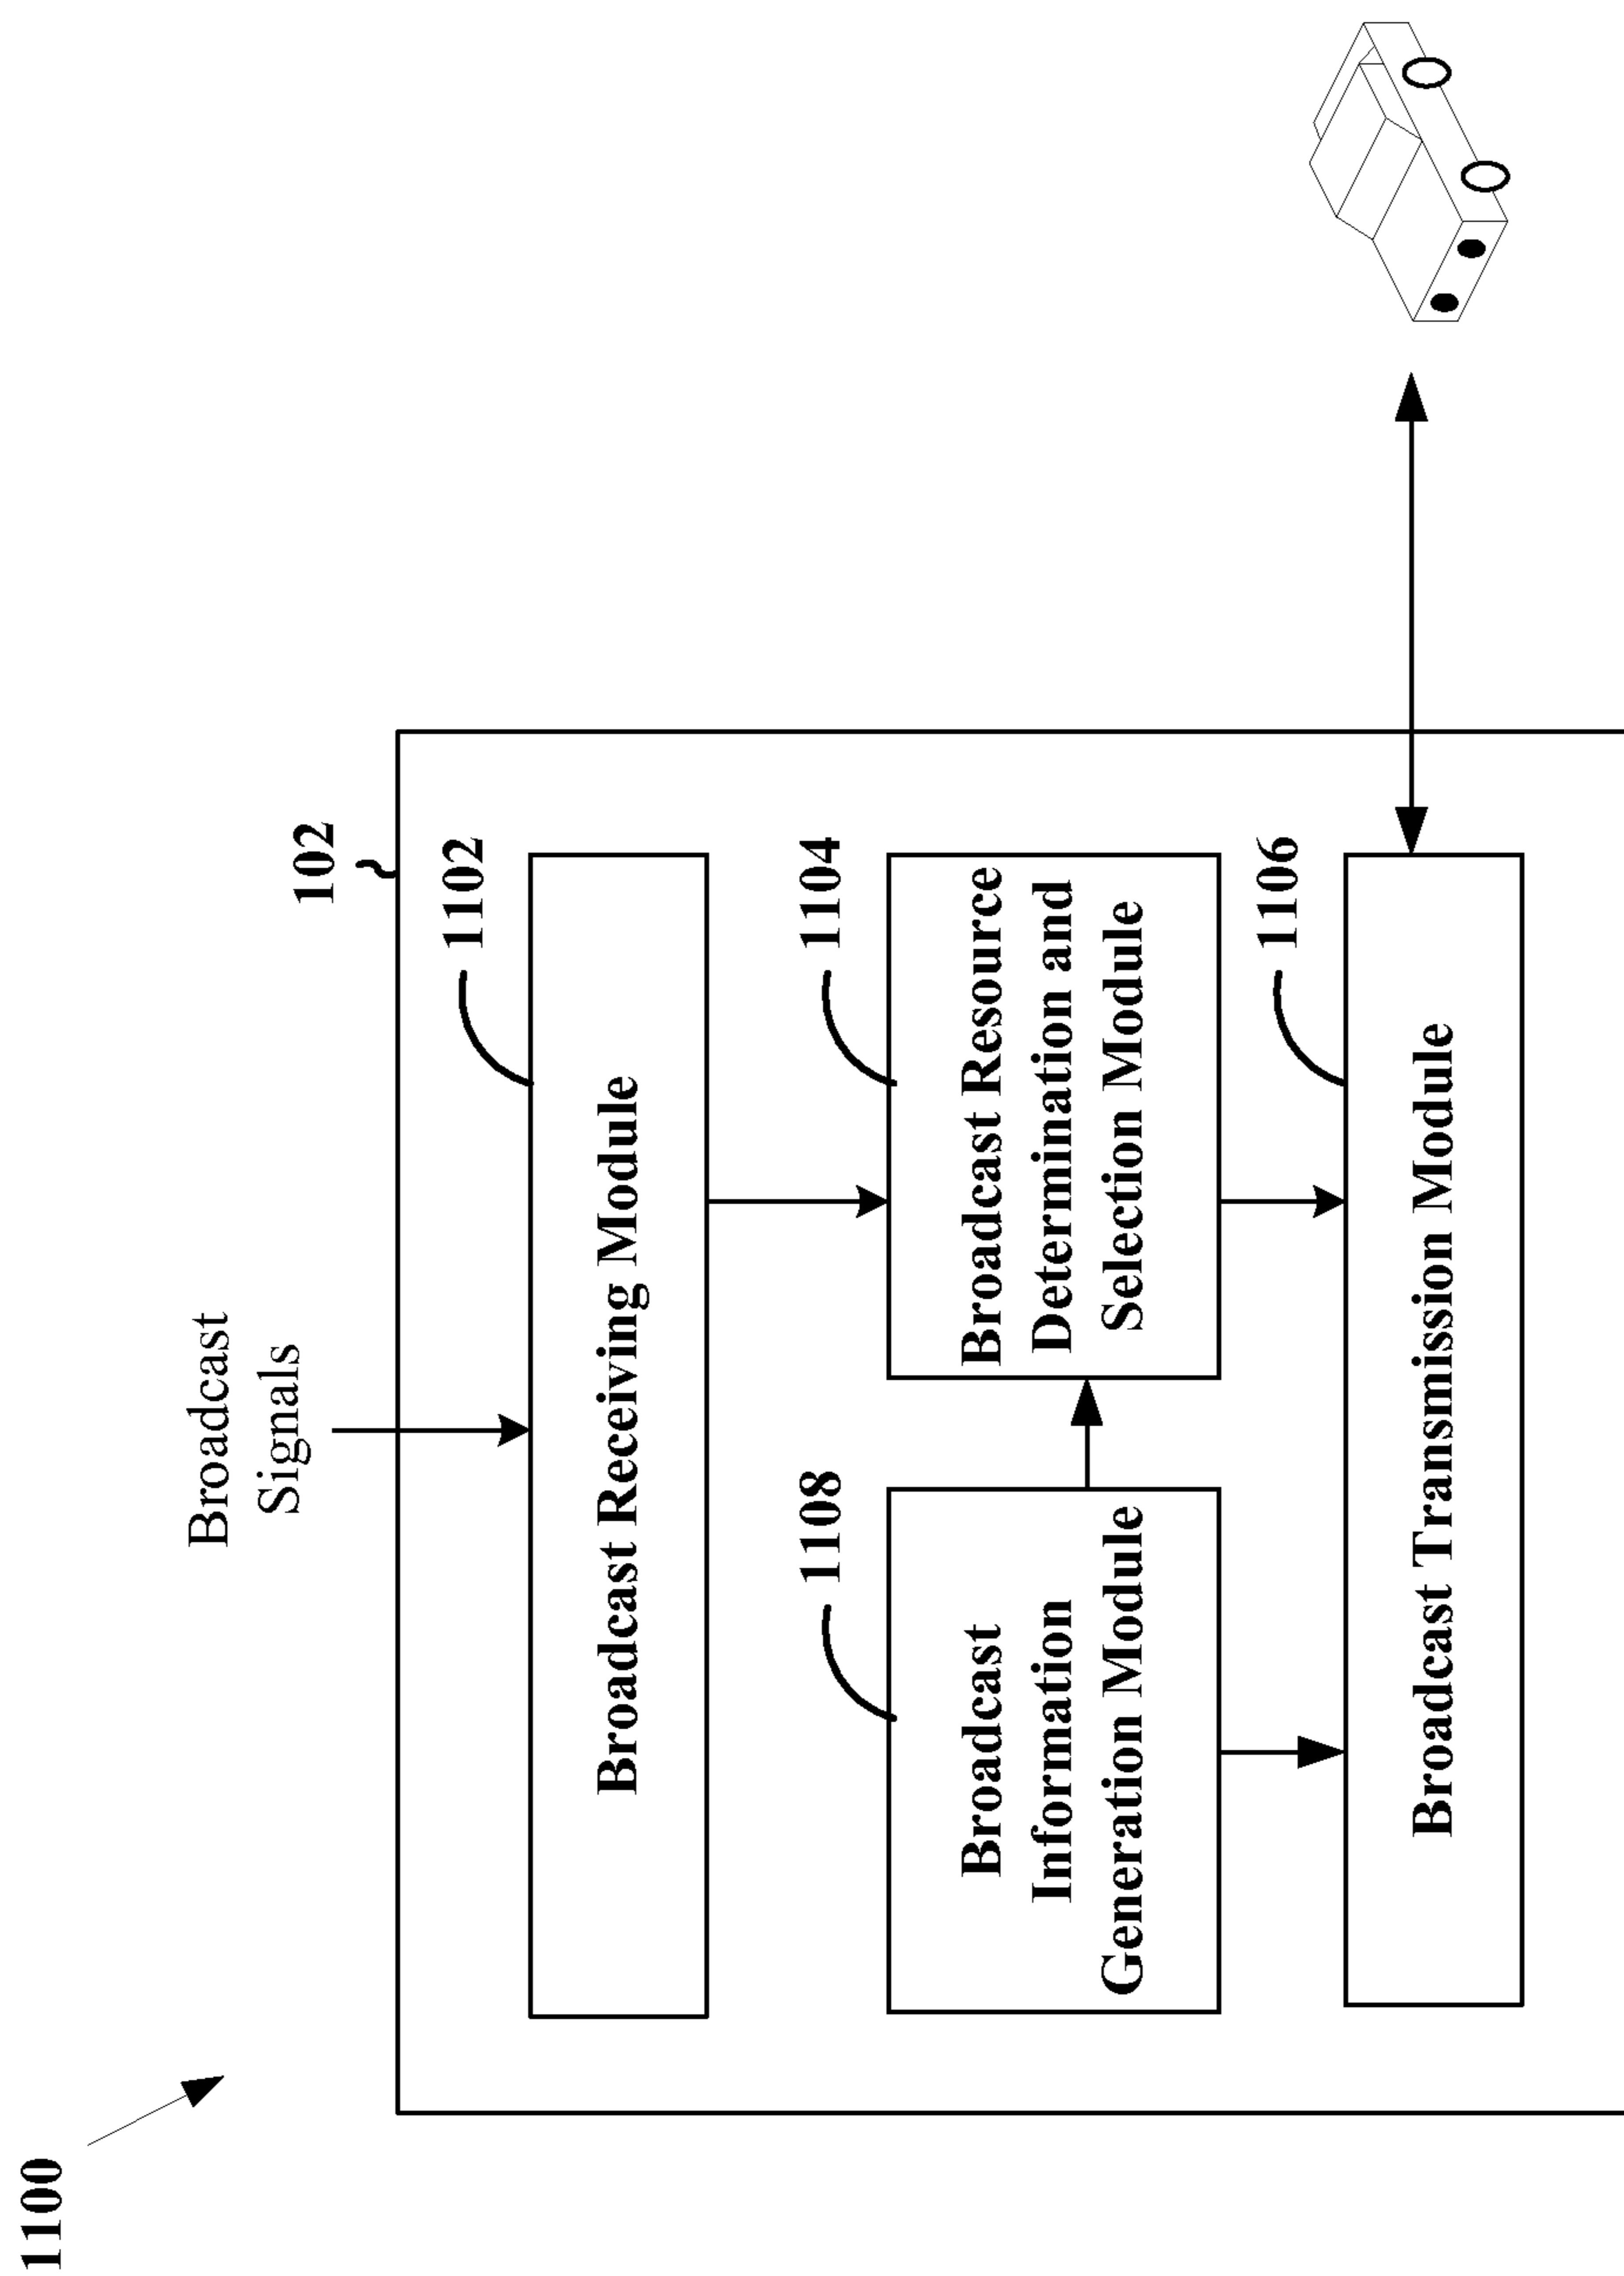 1100
Broadcast
Signals
102
1102
Broadcast Receiving Module
1108
Broadcast
Information
Generation Module
1104
Broadcast Resource
Determination and
Selection Module
1106
Broadcast Transmission Module